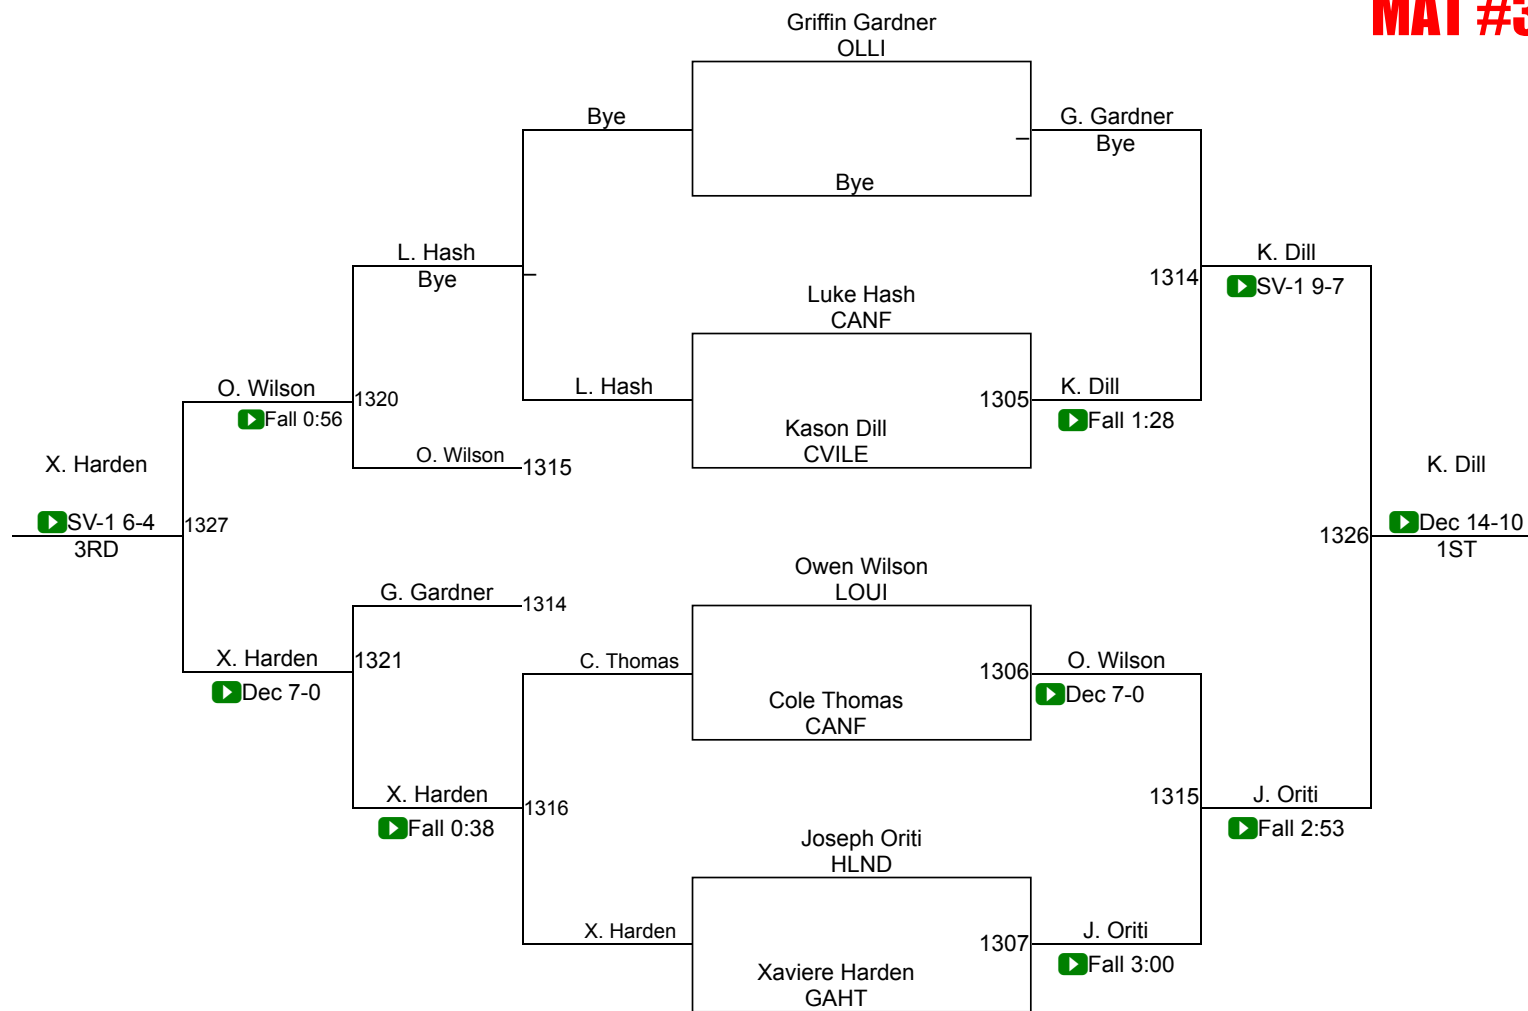 MAT #3
Griffin Gardner
OLLI
Bye
G. Gardner
Bye
Bye
L. Hash
Bye
K. Dill
1314
SV-1 9-7
Luke Hash
CANF
O. Wilson
1320
Fall 0:56
L. Hash
1305
K. Dill
Fall 1:28
Kason Dill
CVILE
O. Wilson
1315
X. Harden
SV-1 6-4
1327
3RD
K. Dill
1326
Dec 14-10
1ST
Owen Wilson
LOUI
G. Gardner
1314
X. Harden
1321
Dec 7-0
C. Thomas
1306
O. Wilson
Dec 7-0
Cole Thomas
CANF
X. Harden
1316
Fall 0:38
1315
J. Oriti
Fall 2:53
Joseph Oriti
HLND
X. Harden
1307
J. Oriti
Fall 3:00
Xaviere Harden
GAHT